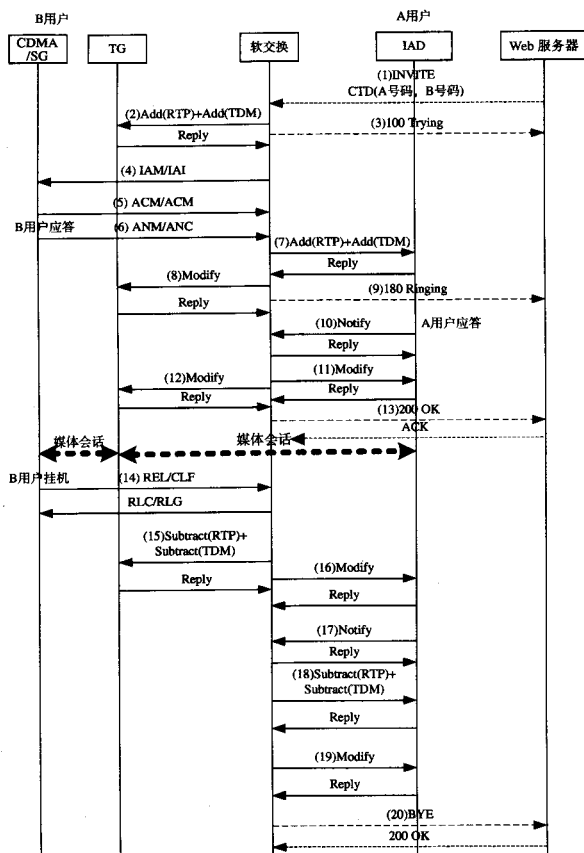 B用户
A用户
CDMA
/SG
TG
软交换
IAD
Web 服务器
(1)INVITE
CTD(A号码，B号码)
(2)Add(RTP)+Add(TDM)
(3)100 Trying
Reply
(4) IAM/IAI
(5) ACM/ACM
B用户应答
(6) ANM/ANC
(7)Add(RTP)+Add(TDM)
Reply
(8)Modify
(9)180 Ringing
Reply
(10)Notify
A用户应答
Reply
(11)Modify
(12)Modify
Reply
Reply
(13)200 OK
ACK
媒体会话
媒体会话
B用户挂机
(14) REL/CLF
RLC/RLG
(15)Subtract(RTP)+
Subtract(TDM)
(16)Modify
Reply
Reply
(17)Notify
Reply
(18)Subtract(RTP)+
Subtract(TDM)
Reply
(19)Modify
Reply
(20)BYE
200 OK